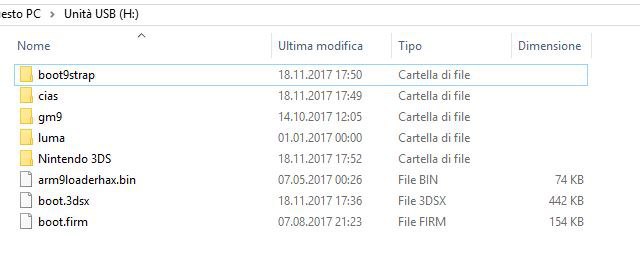 uesto PC > Unità USB (H:)
Nome Ultima modifica Tipo Dimensione
boot9strap 18.11.2017 17:50 Cartella di file
cias 18.11.2017 17:49 Cartella di file
gm9 14.10.2017 12:05 Cartella di file
luma 01.01.2017 00:00 Cartella di file
Nintendo 3DS 18.11.2017 17:52 Cartella di file
arm9loaderhax.bin 07.05.2017 00:26 File BIN 74 KB
boot.3dsx 18.11.2017 17:36 File 3DSX 442 KB
boot.firm 07.08.2017 21:23 File FIRM 154 KB